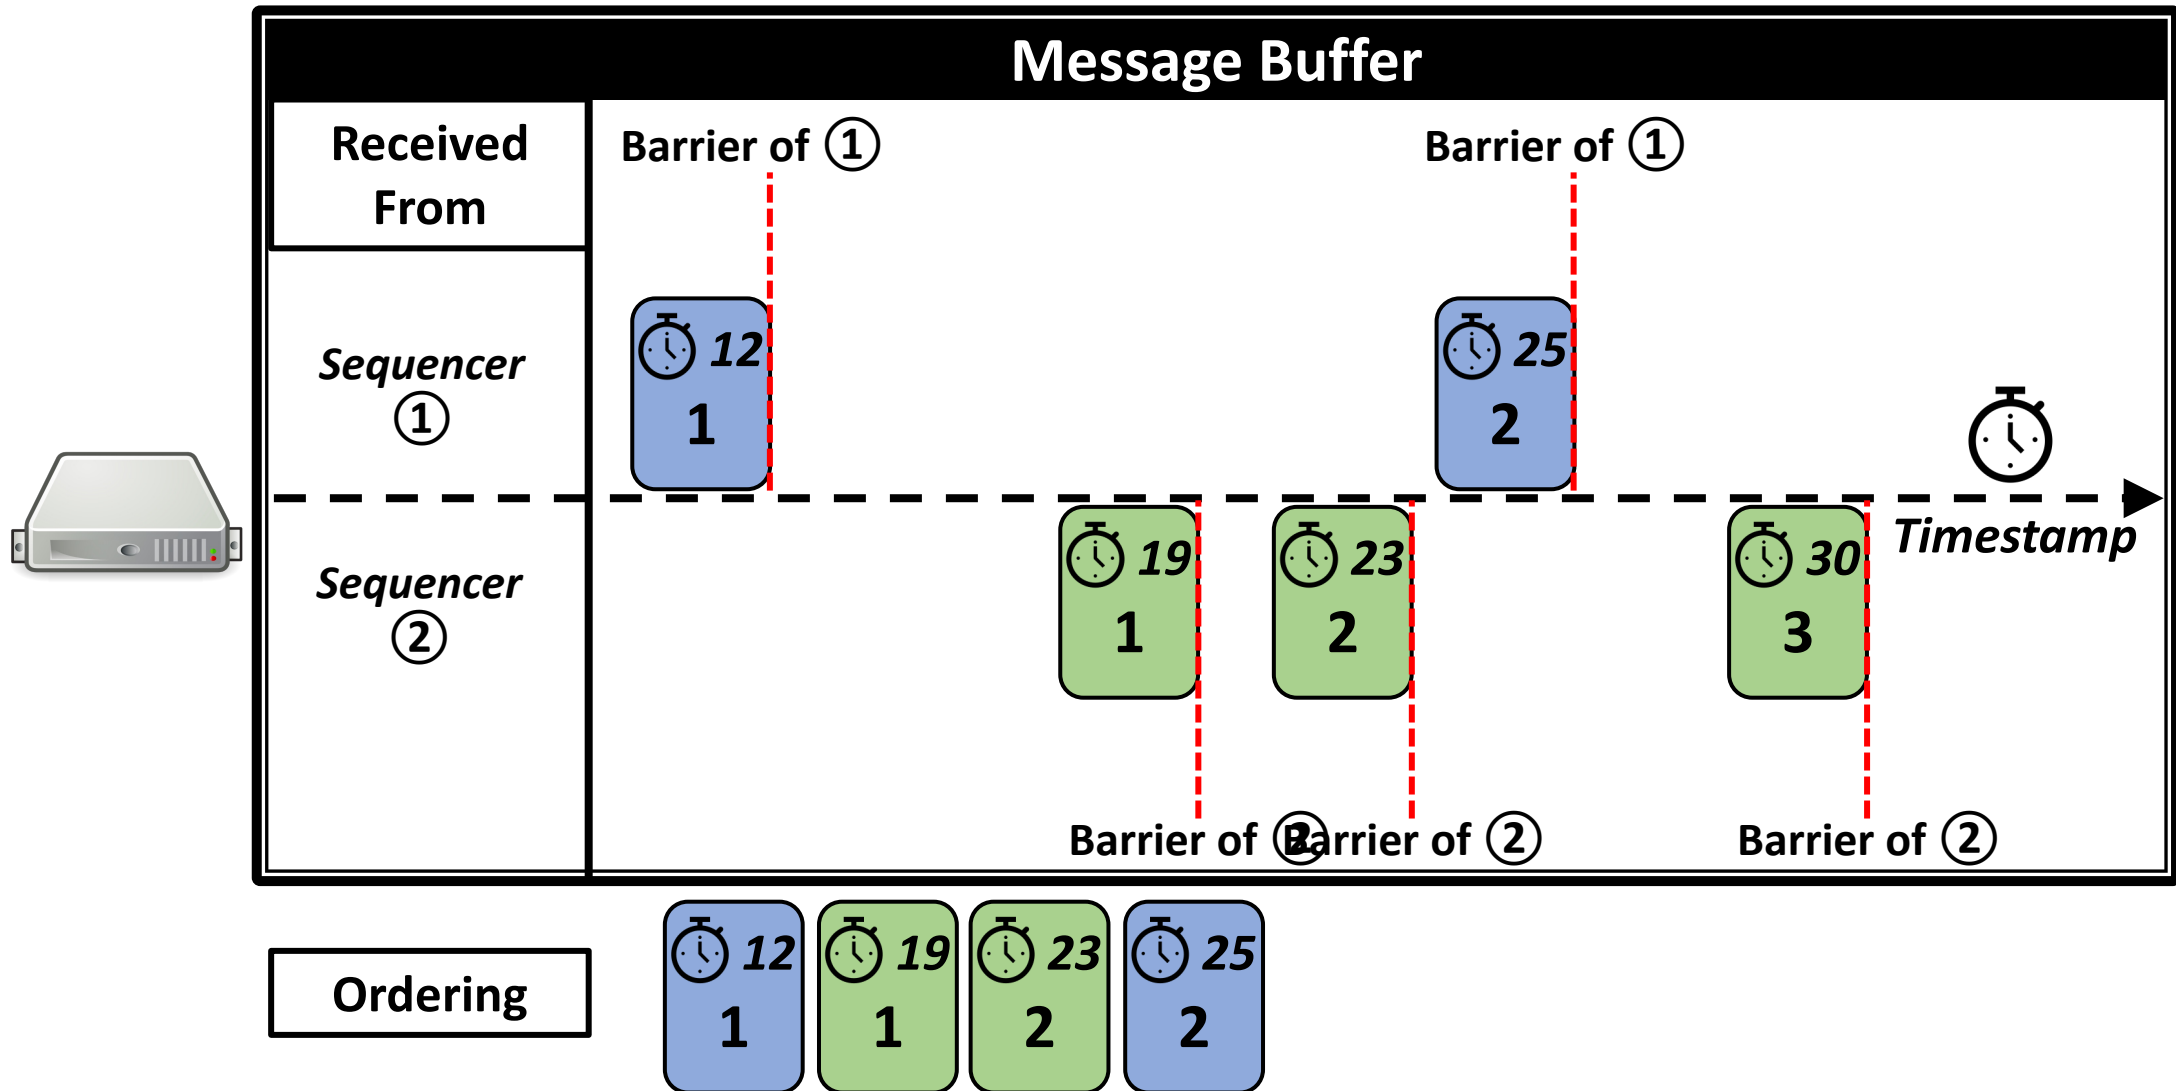 Message Buffer
Received
From
Barrier of ①
Barrier of ①
Sequencer
①
12
1
25
2
Timestamp
Sequencer
②
19
1
23
2
30
3
Barrier of ②
Barrier of ②
Barrier of ②
Ordering
12
1
19
1
23
2
25
2